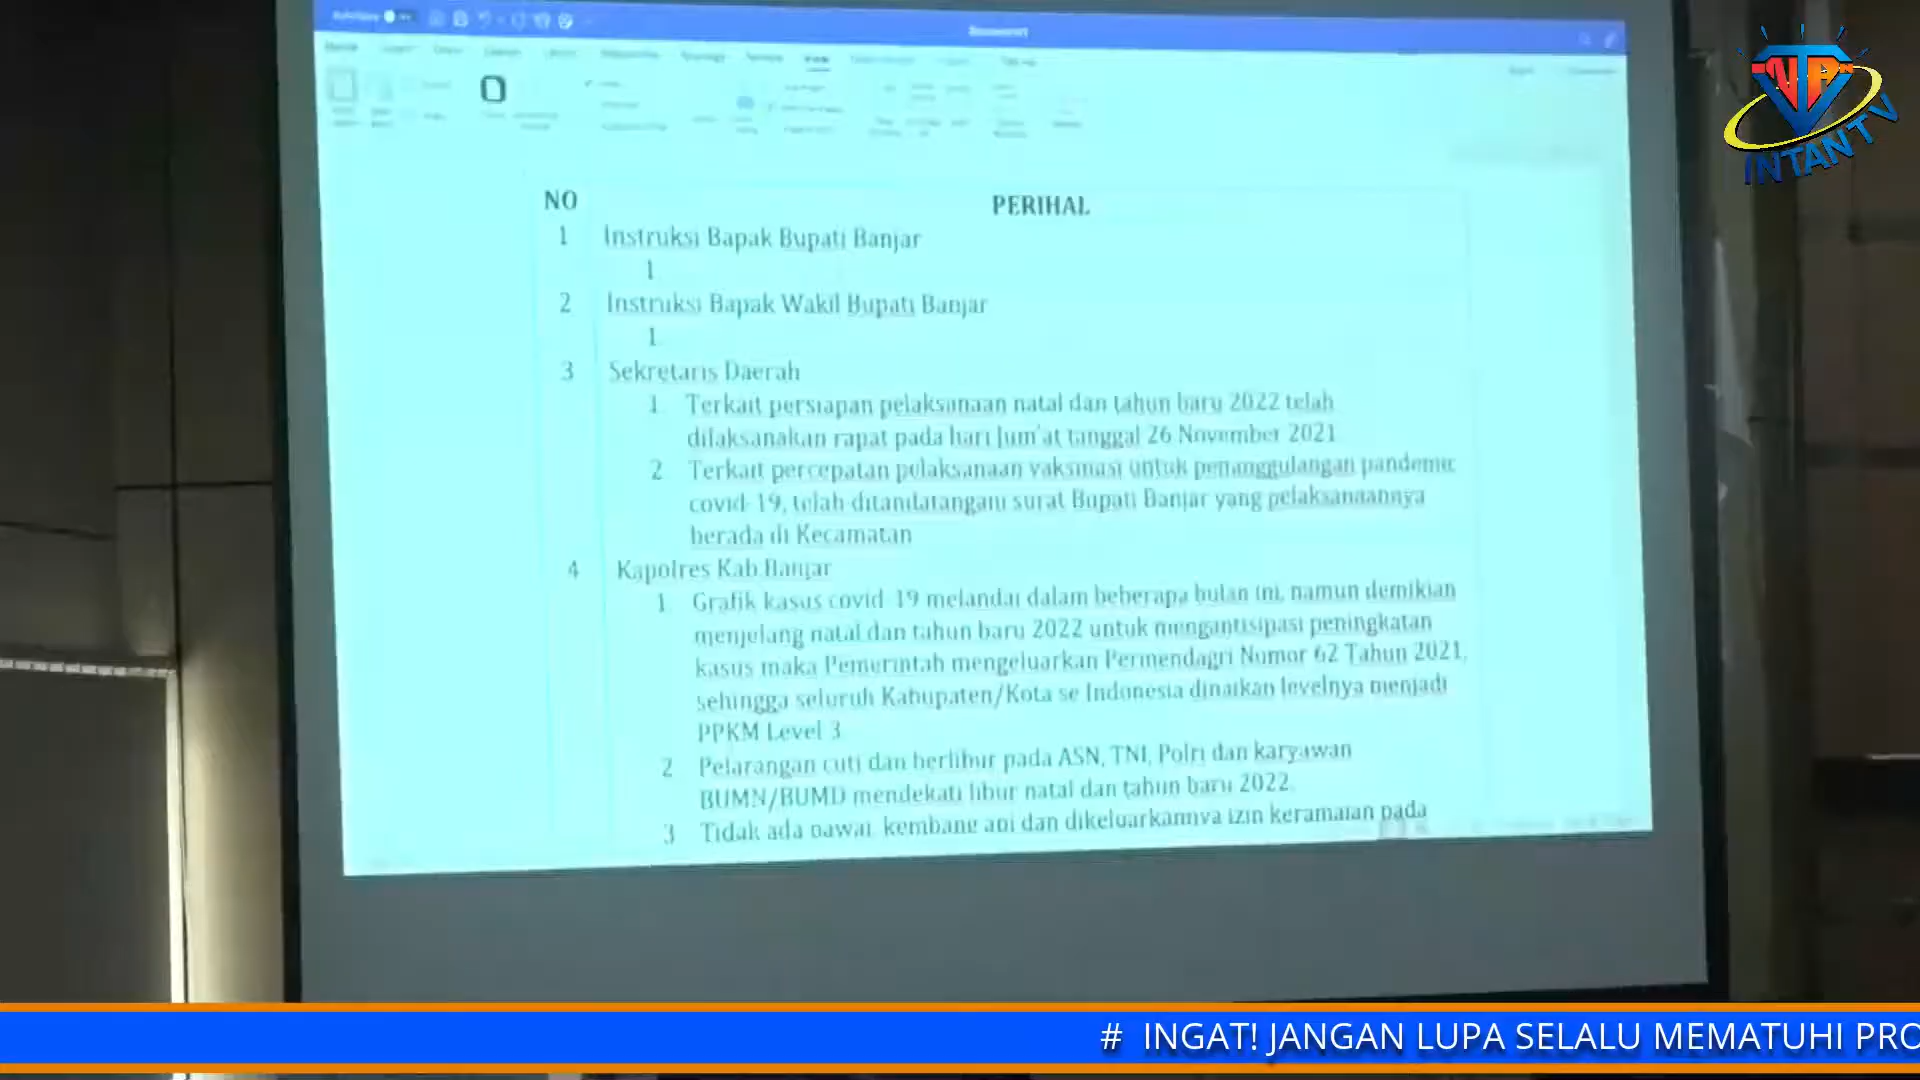 INTAN TV
NO PERIHAL
1 Instruksi Bapak Bupati Banjar
1
2 Instruksi Bapak Wakil Bupati Banjar
1
3 Sekretaris Daerah
1. Terkait persiapan pelaksanaan natal dan tahun baru 2022 telah
dilaksanakan rapat pada hari Jum'at tanggal 26 November 2021
2 Terkait percepatan pelaksanaan vaksinasi untuk penanggulangan pandemic
covid-19, telah ditandatangani surat Bupati Banjar yang pelaksanaannya
berada di Kecamatan
4 Kapolres Kab.Banjar
1. Grafik kasus covid-19 melandai dalam beberapa bulan ini, namun demikian
menjelang natal dan tahun baru 2022 untuk mengantisipasi peningkatan
kasus maka Pemerintah mengeluarkan Permendagri Nomor 62 Tahun 2021,
sehingga seluruh Kabupaten/Kota se Indonesia dinaikan levelnya menjadi
PPKM Level 3
2 Pelarangan cuti dan berlibur pada ASN, TNI, Polri dan karyawan
BUMN/BUMD mendekati libur natal dan tahun baru 2022.
3 Tidak ada pawai, kembang api dan dikeluarkannya izin keramaian pada
# INGAT! JANGAN LUPA SELALU MEMATUHI PRO